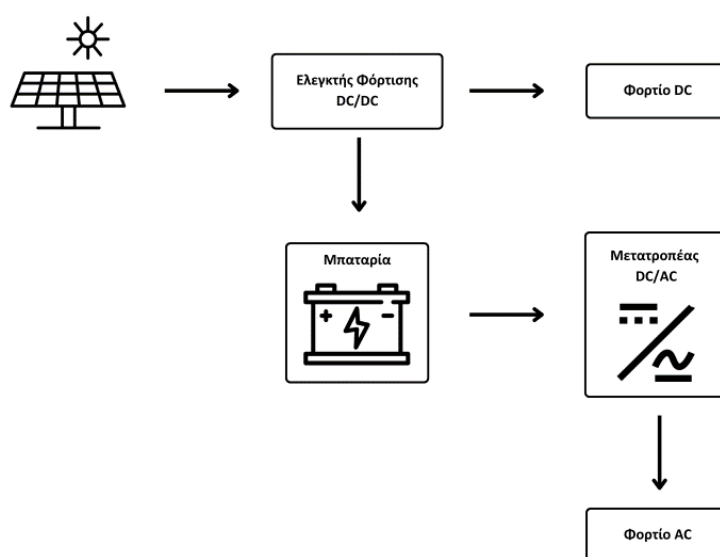 Ελεγκτής Φόρτισης
DC/DC
Φορτίο DC
Μπαταρία
Μετατροπέας
DC/AC
Φορτίο AC